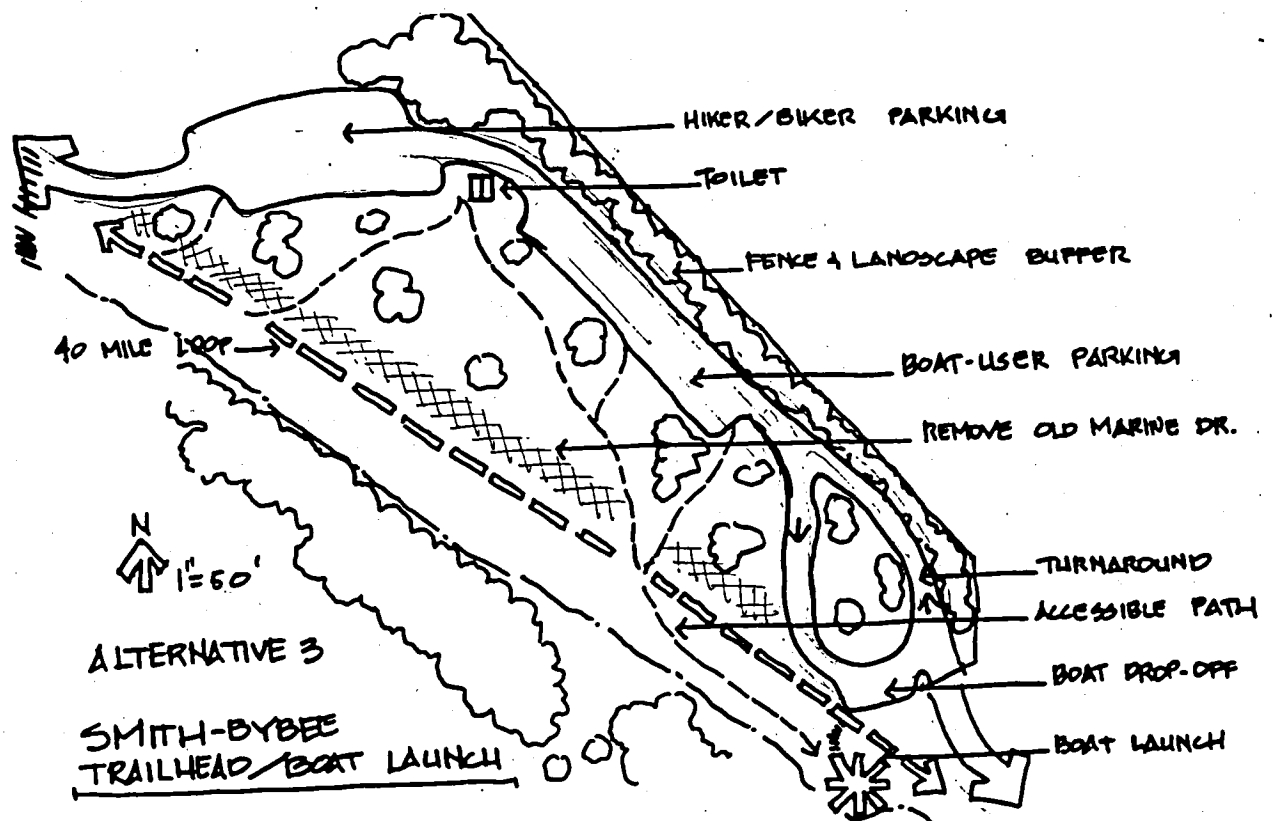 HIKER/BIKER PARKING
TOILET
FENCE & LANDSCAPE BUFFER
40 MILE LOOP
BOAT-USER PARKING
REMOVE OLD MARINE DR.
N
1"=50'
TURNAROUND
ACCESSIBLE PATH
ALTERNATIVE 3
BOAT DROP-OFF
SMITH-BYBEE
TRAILHEAD/BOAT LAUNCH
BOAT LAUNCH